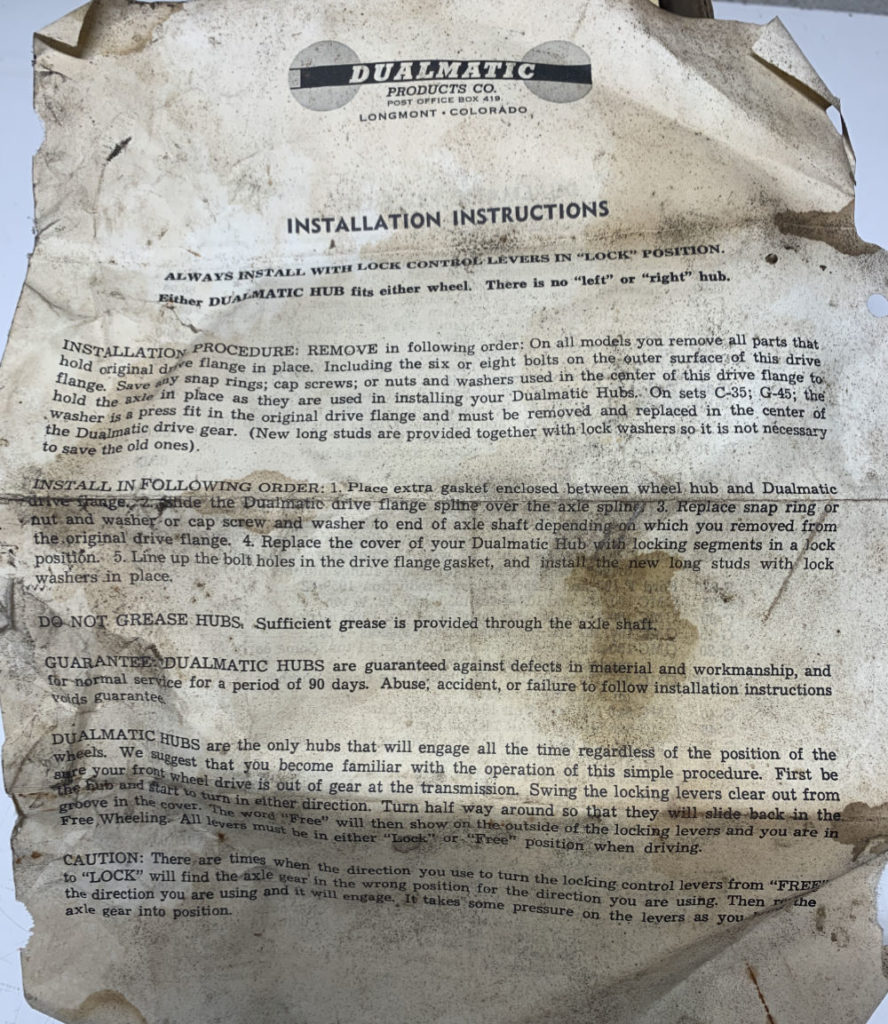 DUALMATIC
PRODUCTS CO.
POST OFFICE BOX 419
LONGMONT • COLORADO
INSTALLATION INSTRUCTIONS
ALWAYS INSTALL WITH LOCK CONTROL LEVERS IN "LOCK" POSITION.
Either DUALMATIC HUB fits either wheel. There is no "left" or "right" hub.
INSTALLATION PROCEDURE: REMOVE in following order: On all models you remove all parts that
hold original drive flange in place. Including the six or eight bolts on the outer surface of this drive
flange. Save any snap rings; cap screws; or nuts and washers used in the center of this drive flange to
hold the axle in place as they are used in installing your Dualmatic Hubs. On sets C-35; G-45; the
washer is a press fit in the original drive flange and must be removed and replaced in the center of
the Dualmatic drive gear. (New long studs are provided together with lock washers so it is not necessary
to save the old ones).
INSTALL IN FOLLOWING ORDER: 1. Place extra gasket enclosed between wheel hub and Dualmatic
drive flange. 2. Slide the Dualmatic drive flange spline over the axle spline. 3. Replace snap ring or
nut and washer or cap screw and washer to end of axle shaft depending on which you removed from
the original drive flange. 4. Replace the cover of your Dualmatic Hub with locking segments in a lock
position. 5. Line up the bolt holes in the drive flange gasket, and install the new long studs with lock
washers in place.
DO NOT GREASE HUBS. Sufficient grease is provided through the axle shaft.
GUARANTEE: DUALMATIC HUBS are guaranteed against defects in material and workmanship, and
for normal service for a period of 90 days. Abuse, accident, or failure to follow installation instructions
voids guarantee.
DUALMATIC HUBS are the only hubs that will engage all the time regardless of the position of the
wheels. We suggest that you become familiar with the operation of this simple procedure. First be
sure your front wheel drive is out of gear at the transmission. Swing the locking levers clear out from
the hub and start to turn in either direction. Turn half way around so that they will slide back in the
groove in the cover. The word "Free" will then show on the outside of the locking levers and you are in
Free Wheeling. All levers must be in either "Lock" or "Free" position when driving.
CAUTION: There are times when the direction you use to turn the locking control levers from "FREE"
to "LOCK" will find the axle gear in the wrong position for the direction you are using. Then the
the direction you are using and it will engage. It takes some pressure on the levers as you
axle gear into position.